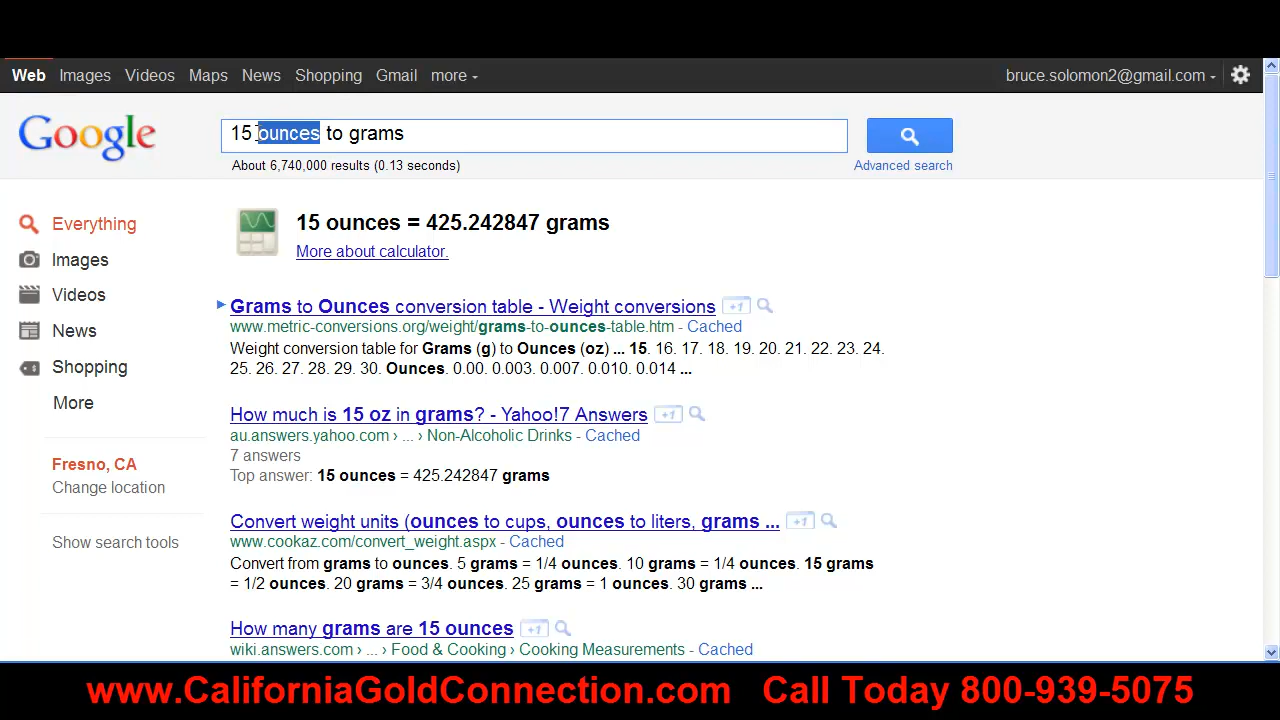 Web Images Videos Maps News Shopping Gmail more
bruce.solomon2@gmail.com
Google
15 ounces to grams
About 6,740,000 results (0.13 seconds)
Advanced search
Everything
Images
Videos
News
Shopping
More
Fresno, CA
Change location
Show search tools
15 ounces = 425.242847 grams
More about calculator.
Grams to Ounces conversion table - Weight conversions +1
www.metric-conversions.org/weight/grams-to-ounces-table.htm - Cached
Weight conversion table for Grams (g) to Ounces (oz) ... 15. 16. 17. 18. 19. 20. 21. 22. 23. 24.
25. 26. 27. 28. 29. 30. Ounces. 0.00. 0.003. 0.007. 0.010. 0.014 ...
How much is 15 oz in grams? - Yahoo!7 Answers +1
au.answers.yahoo.com › ... › Non-Alcoholic Drinks - Cached
7 answers
Top answer: 15 ounces = 425.242847 grams
Convert weight units (ounces to cups, ounces to liters, grams ... +1
www.cookaz.com/convert_weight.aspx - Cached
Convert from grams to ounces. 5 grams = 1/4 ounces. 10 grams = 1/4 ounces. 15 grams
= 1/2 ounces. 20 grams = 3/4 ounces. 25 grams = 1 ounces. 30 grams ...
How many grams are 15 ounces +1
wiki.answers.com › ... › Food & Cooking › Cooking Measurements - Cached
www.CaliforniaGoldConnection.com Call Today 800-939-5075